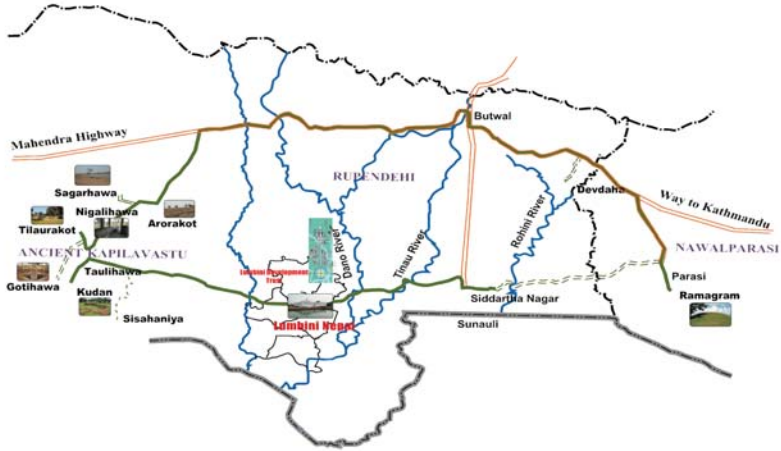 Butwal
Mahendra Highway
RUPENDEHI
Sagarhawa
Devdaha
Way to Kathmandu
Nigalihawa
Arorakot
Rohini River
Tilaurakot
Dano River
Tinau River
NAWALPARASI
ANCIENT KAPILAVASTU
Taulihawa
Lumbini Development
Trust
Parasi
Gotihawa
Kudan
Siddartha Nagar
Ramagram
Sisahaniya
Lumbini Nepal
Sunauli